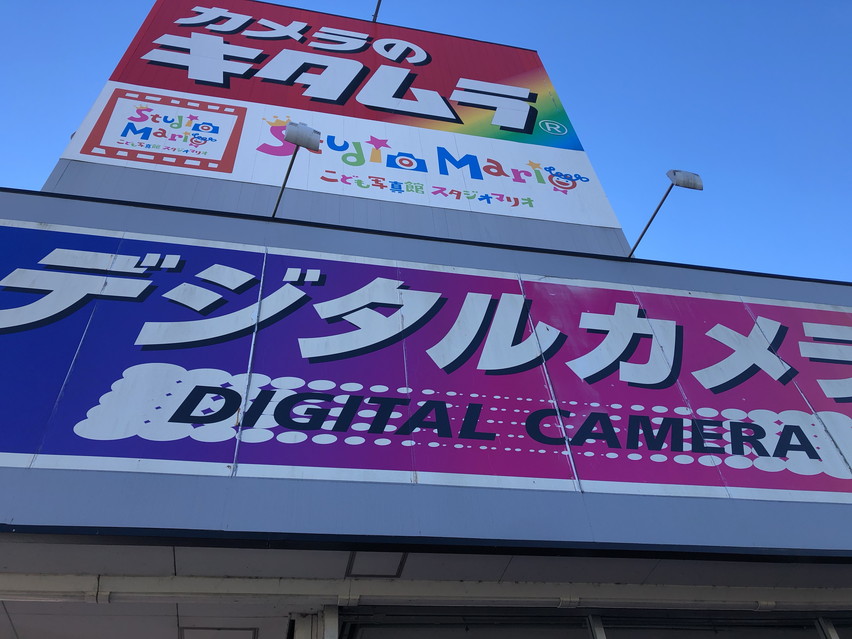 カメラの
キタムラ®
Studio
Mario
こども写真館 スタジオマリオ
Studio Mario
こども写真館 スタジオマリオ
デジタルカメラ
DIGITAL CAMERA